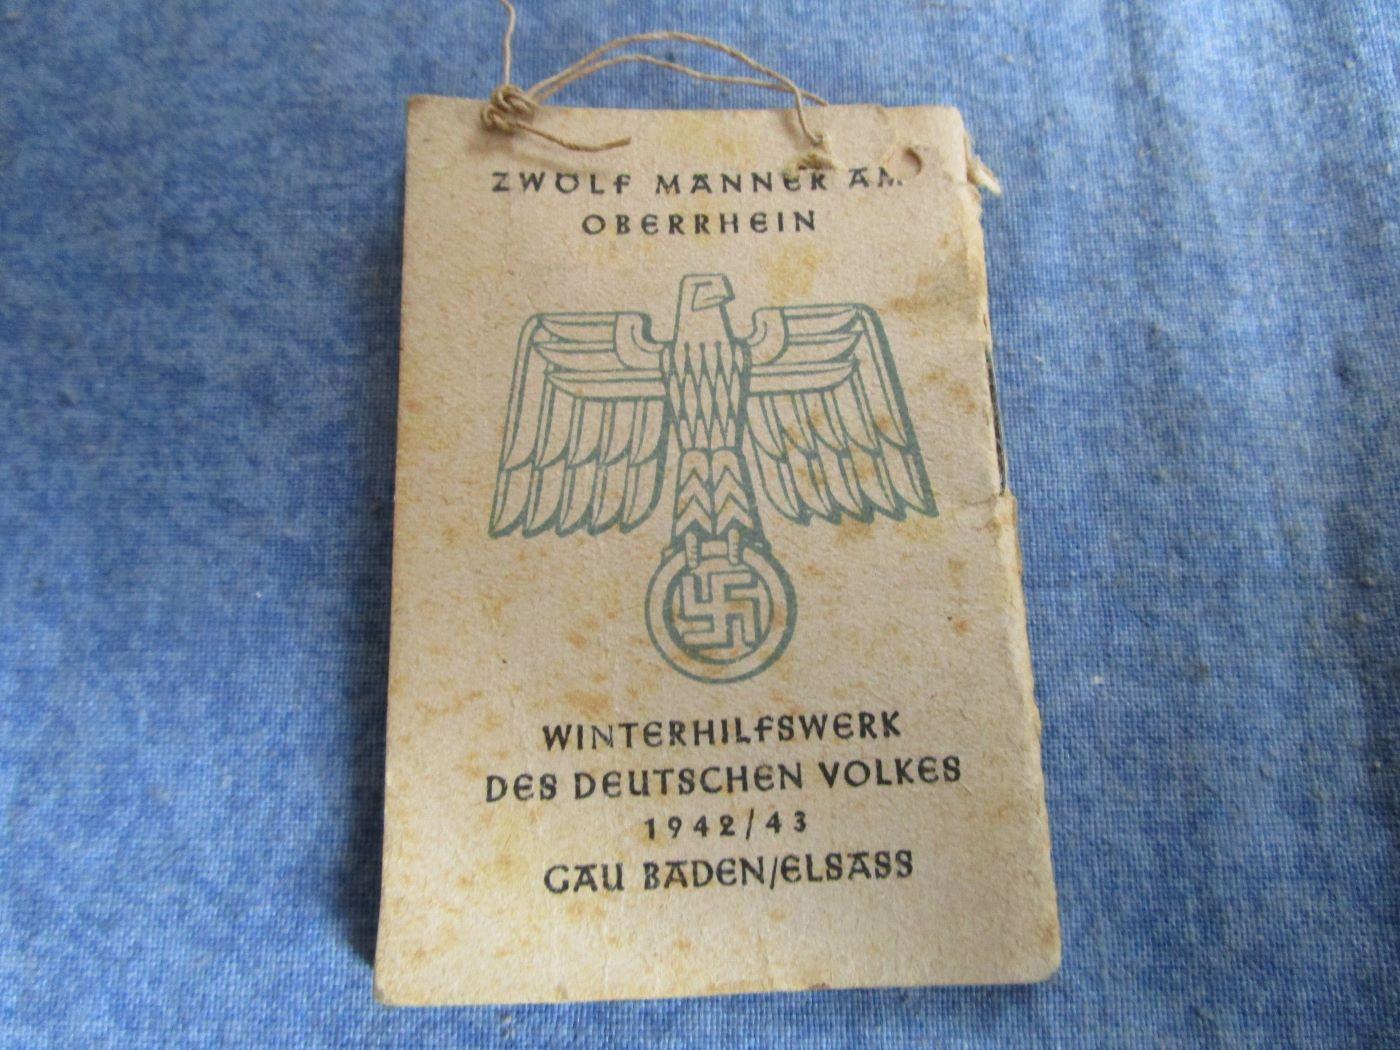 ZWÖLF MÄNNER AM
OBERRHEIN
WINTERHILFSWERK
DES DEUTSCHEN VOLKES
1942/43
GAU BADEN/ELSASS